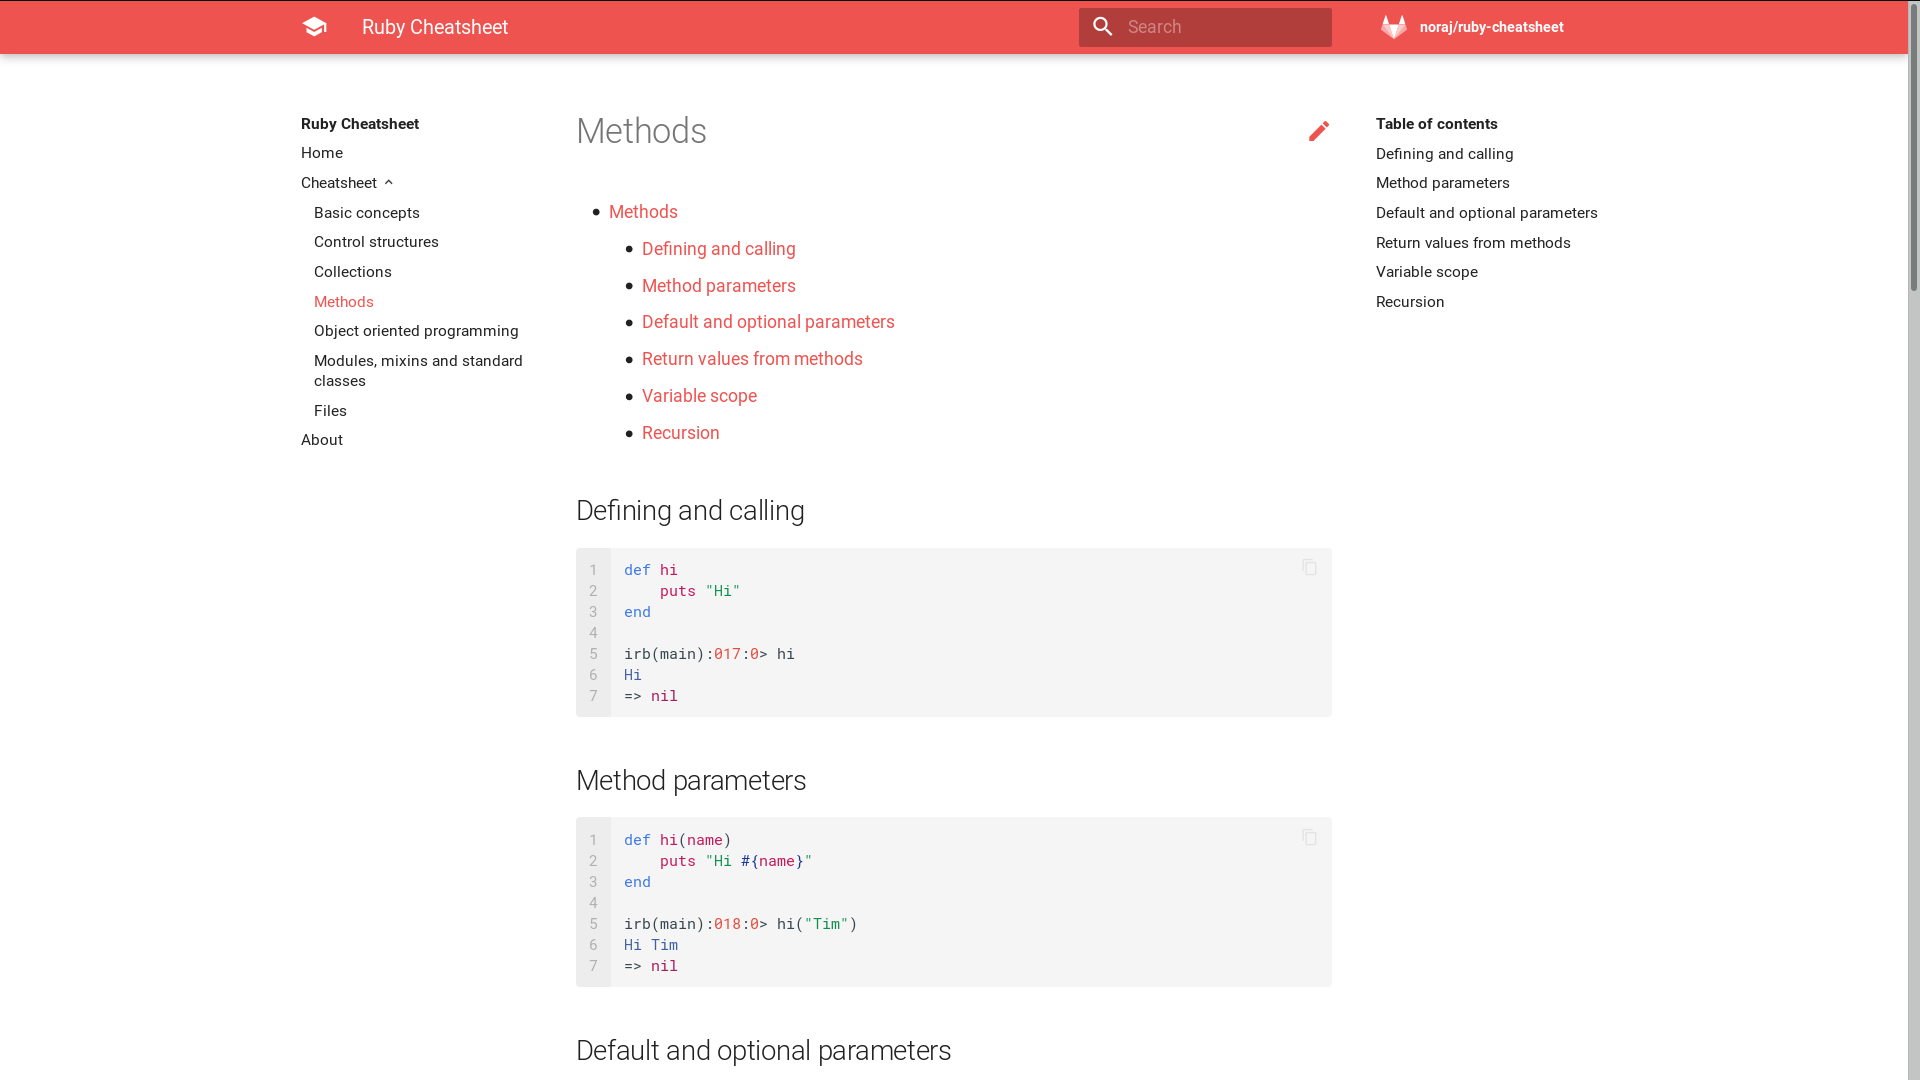 Ruby Cheatsheet
Search
noraj/ruby-cheatsheet
Ruby Cheatsheet
Home
Cheatsheet
Basic concepts
Control structures
Collections
Methods
Object oriented programming
Modules, mixins and standard
classes
Files
About
Methods
Methods
Defining and calling
Method parameters
Default and optional parameters
Return values from methods
Variable scope
Recursion
Defining and calling
1 def hi
2     puts "Hi"
3 end
4
5 irb(main):017:0> hi
6 Hi
7 => nil
Method parameters
1 def hi(name)
2     puts "Hi #{name}"
3 end
4
5 irb(main):018:0> hi("Tim")
6 Hi Tim
7 => nil
Default and optional parameters
Table of contents
Defining and calling
Method parameters
Default and optional parameters
Return values from methods
Variable scope
Recursion